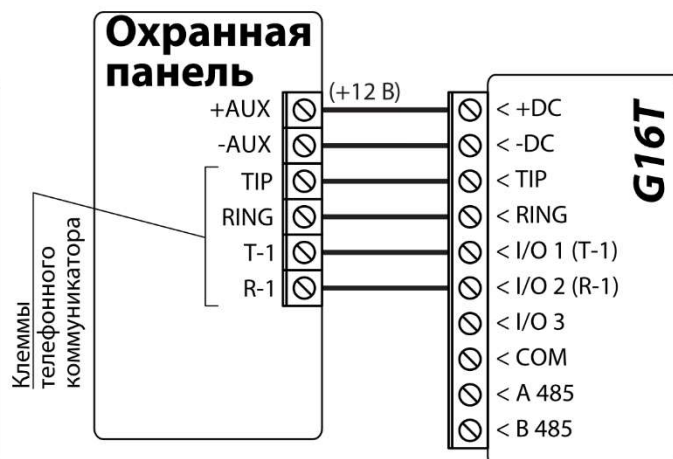 Охранная
панель
+AUX
-AUX
TIP
RING
T-1
R-1
(+12 В)
Клеммы
телефонного
коммуникатора
< +DC
< -DC
< TIP
< RING
< I/O 1 (T-1)
< I/O 2 (R-1)
< I/O 3
< COM
< A 485
< B 485
G16T